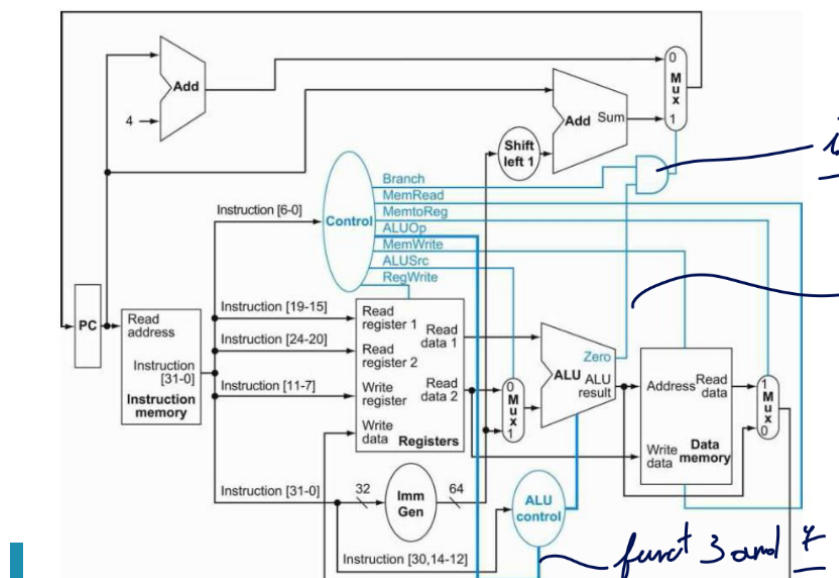 0
M
u
x
1
Add
4
Add Sum
Shift
left 1
Branch
MemRead
MemtoReg
ALUOp
MemWrite
ALUSrc
RegWrite
Control
Instruction [6-0]
PC
Read
address
Instruction
[31-0]
Instruction
memory
Instruction [19-15]
Instruction [24-20]
Instruction [11-7]
Read
register 1
Read
register 2
Write
register
Write
data
Read
data 1
Read
data 2
Registers
0
M
u
x
1
Zero
ALU
ALU
result
Address
Read
data
Write
data
Data
memory
1
M
u
x
0
Instruction [31-0]
32
Imm
Gen
64
ALU
control
Instruction [30,14-12]
funct 3 and 7